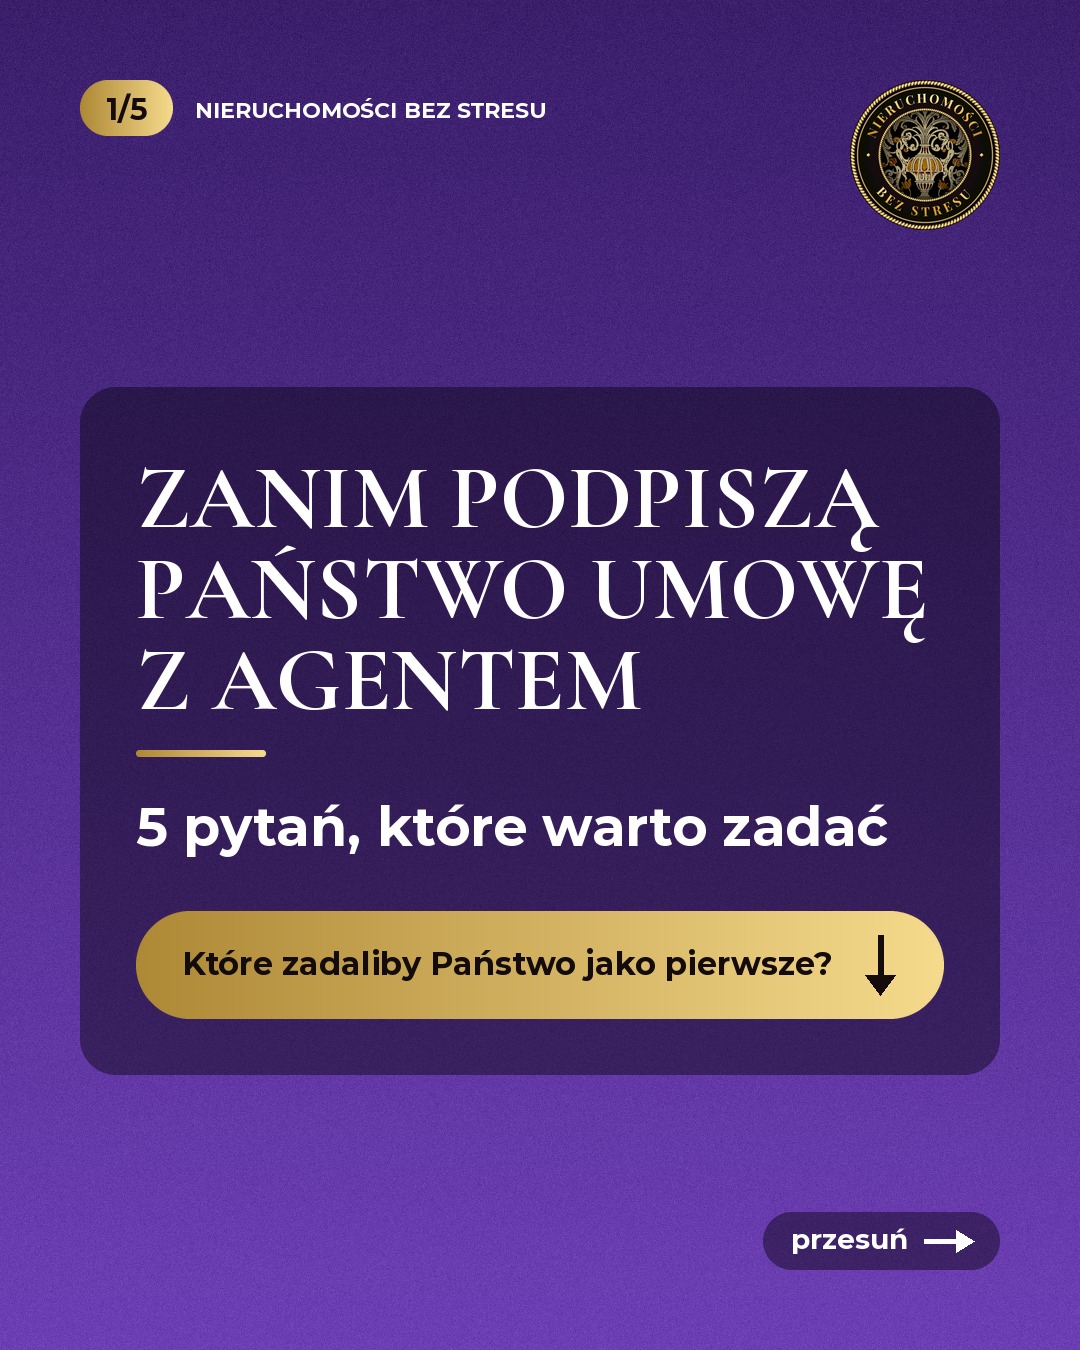 1/5
NIERUCHOMOŚCI BEZ STRESU
NIERUCHOMOŚCI
BEZ STRESU
ZANIM PODPISZĄ
PAŃSTWO UMOWĘ
Z AGENTEM
5 pytań, które warto zadać
Które zadaliby Państwo jako pierwsze?
przesuń